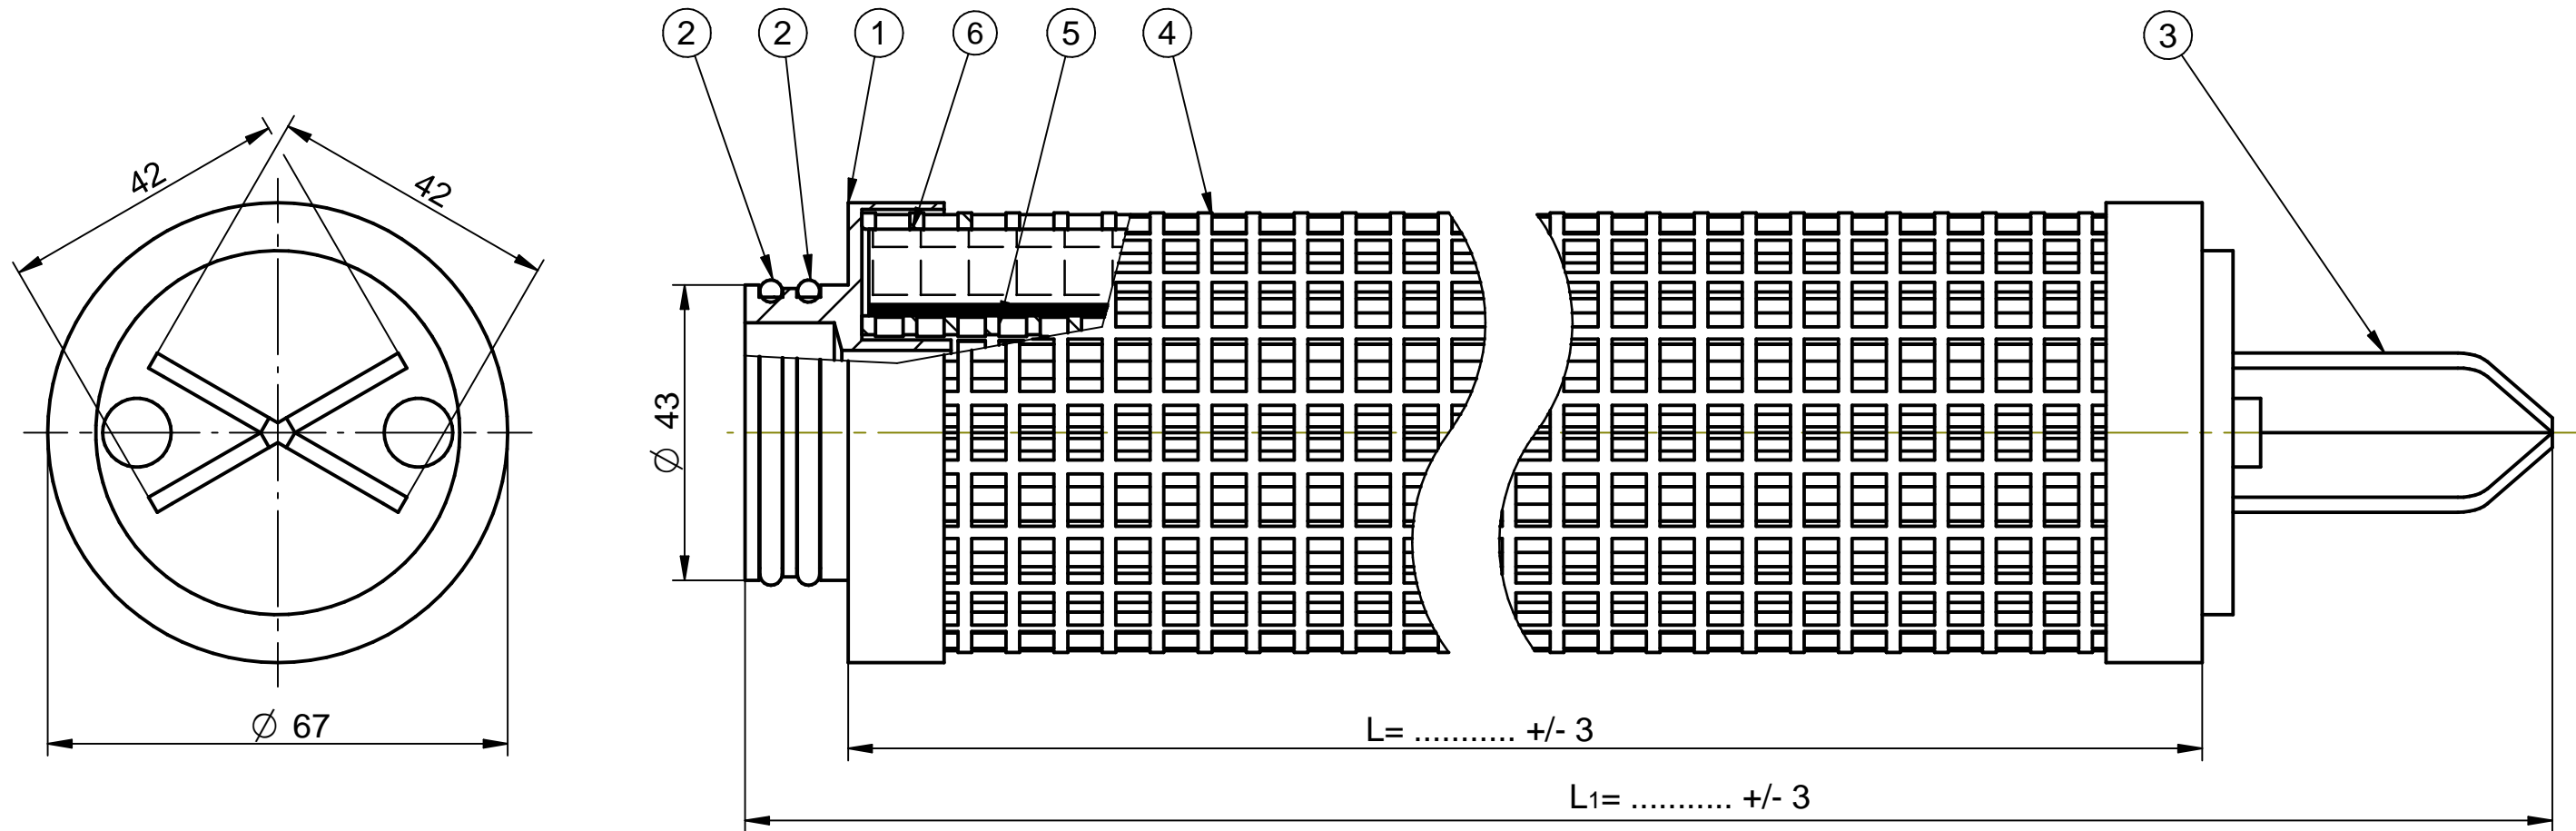 2 2 1 6 5 4 3
42 42
Ø 43
Ø 67
L= ........... +/- 3
L1= ........... +/- 3